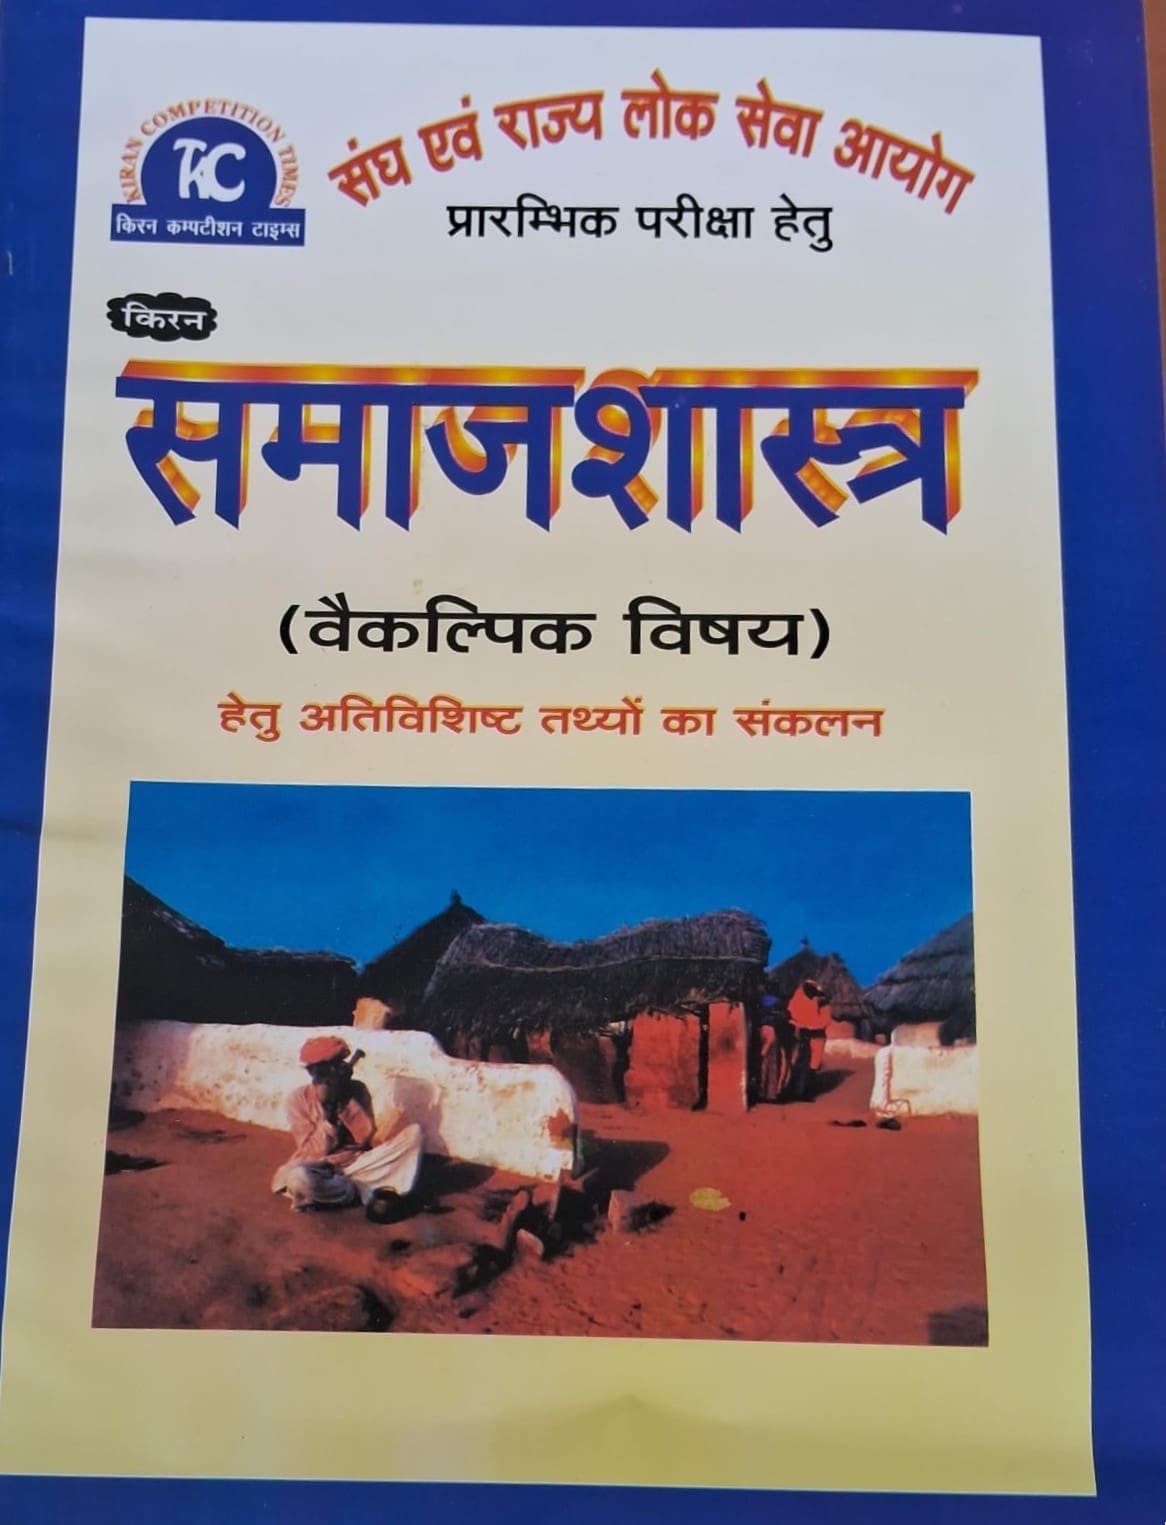 KIRAN COMPETITION TIMES
KC
किरन कम्पटीशन टाइम्स
संघ एवं राज्य लोक सेवा आयोग
प्रारम्भिक परीक्षा हेतु
किरन
समाजशास्त्र
(वैकल्पिक विषय)
हेतु अतिविशिष्ट तथ्यों का संकलन